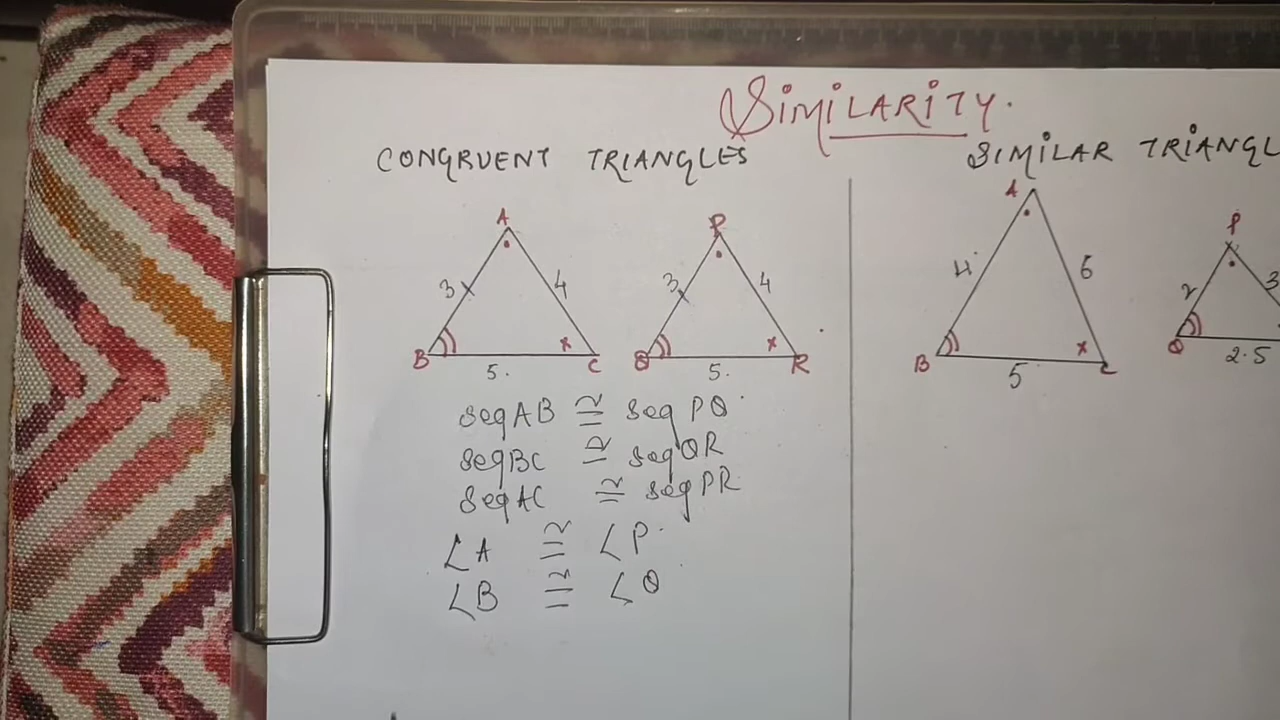 SIMILARITY.
CONGRUENT TRIANGLES
A P
3 4 3 4
B C Q R
5. 5.
seg AB ≅ seg PQ
seg BC ≅ seg QR
seg AC ≅ seg PR
∠A ≅ ∠P
∠B ≅ ∠Q
SIMILAR TRIANGL
A
P
4 6
2 3
B C Q
5 2.5